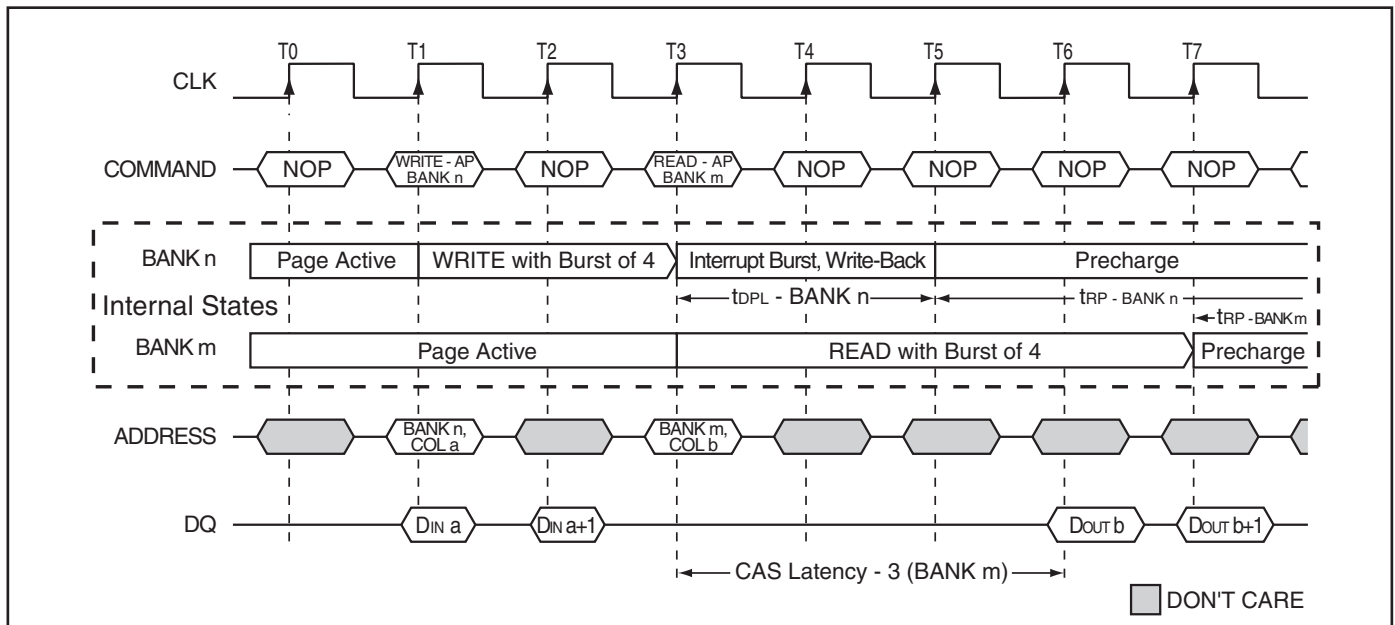 T0 T1 T2 T3 T4 T5 T6 T7
CLK
COMMAND NOP WRITE - AP BANK n NOP READ - AP BANK m NOP NOP NOP NOP
BANK n Page Active WRITE with Burst of 4 Interrupt Burst, Write-Back Precharge
tDPL - BANK n tRP - BANK n
Internal States
tRP - BANK m
BANK m Page Active READ with Burst of 4 Precharge
ADDRESS BANK n, COL a BANK m, COL b
DQ DIN a DIN a+1 DOUT b DOUT b+1
CAS Latency - 3 (BANK m)
DON'T CARE